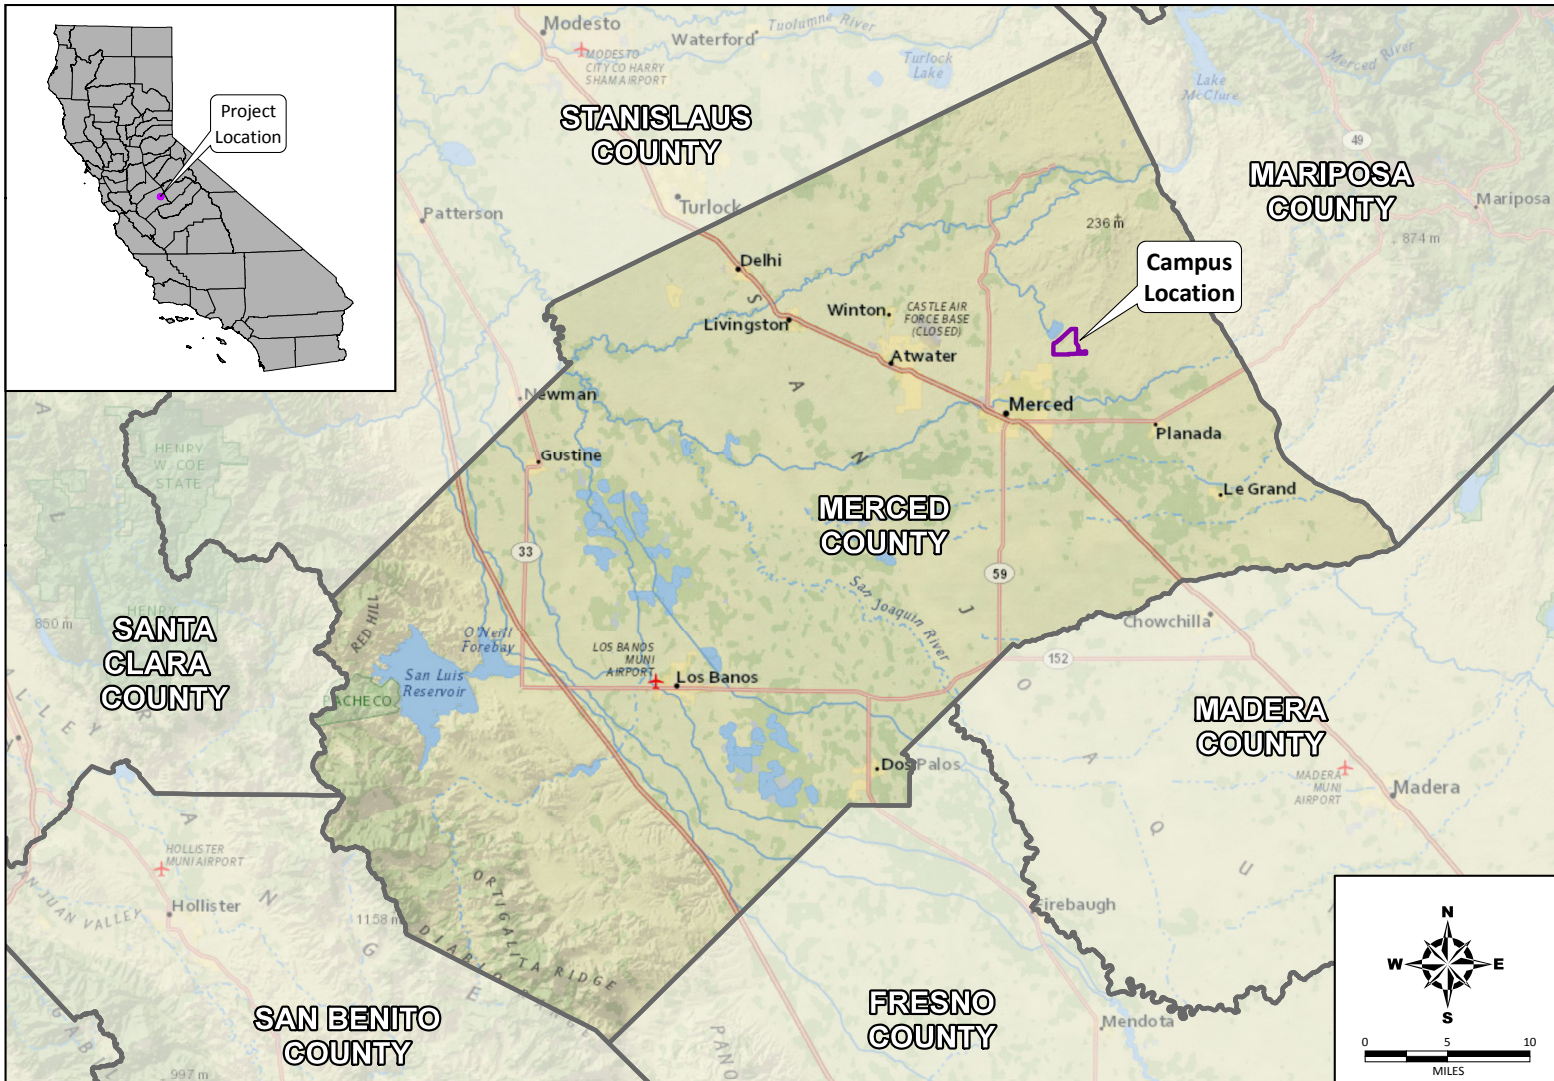 Project
Location
Modesto
MODESTO
CITY CO HARRY
SHAM AIRPORT
Waterford
Tuolumne River
Turlock
Lake
Lake
McClure
Merced River
49
STANISLAUS
COUNTY
MARIPOSA
COUNTY
Mariposa
874 m
236 m
Patterson
Turlock
Delhi
Campus
Location
Livingston
Winton
CASTLE AIR
FORCE BASE
(CLOSED)
Atwater
S
A
N
Newman
Merced
Planada
Gustine
Le Grand
HENRY
W. COE
STATE
MERCED
COUNTY
33
59
J
O
A
Q
U
San Joaquin River
HENRY
850 m
SANTA
CLARA
COUNTY
RED HILL
O'Neill
Forebay
San Luis
Reservoir
ACHECO
LOS BANOS
MUNI
AIRPORT
Los Banos
Chowchilla
152
MADERA
COUNTY
VALLEY
Dos Palos
MADERA
MUNI
AIRPORT
Madera
HOLLISTER
MUNI AIRPORT
Hollister
AN JUAN VALLEY
A
N
G
E
1158 m
ORTIGALITA RIDGE
DIABLO
Firebaugh
SAN BENITO
COUNTY
FRESNO
COUNTY
PANO
Mendota
997 m
N
W
E
S
0
5
10
MILES